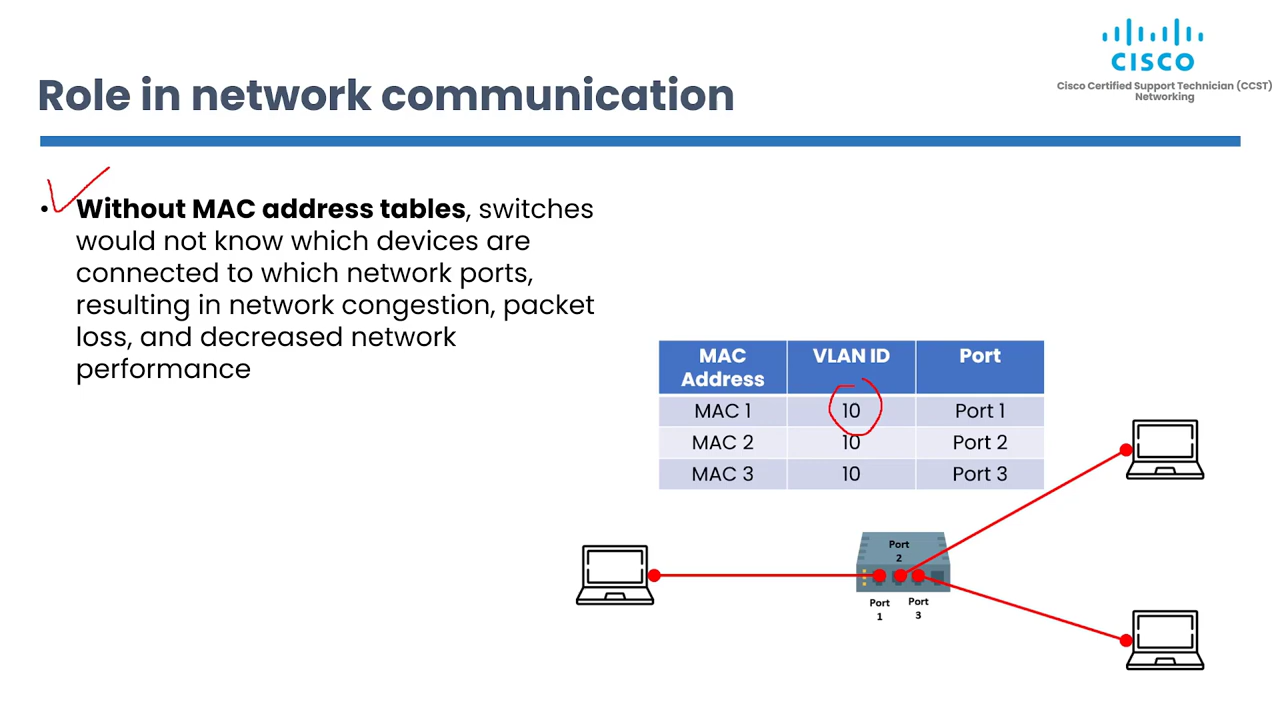 CISCO
Cisco Certified Support Technician (CCST)
Networking
Role in network communication
• Without MAC address tables, switches
would not know which devices are
connected to which network ports,
resulting in network congestion, packet
loss, and decreased network
performance
MAC Address VLAN ID Port
MAC 1 10 Port 1
MAC 2 10 Port 2
MAC 3 10 Port 3
Port
2
Port
1
Port
3